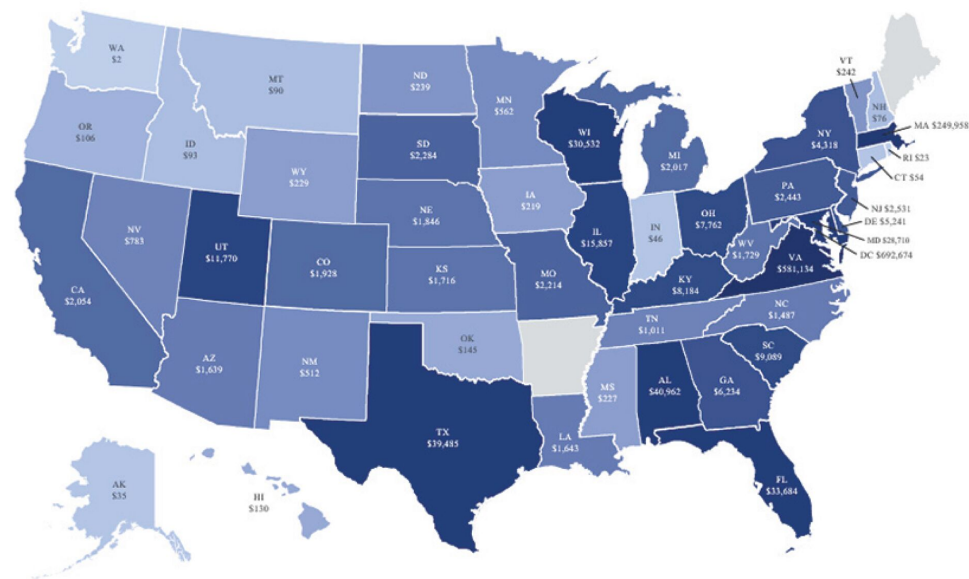 WA
$2
MT
$90
ND
$239
MN
$562
VT
$242
NH
$76
MA $249,958
OR
$106
ID
$93
WY
$229
SD
$2,284
WI
$30,532
MI
$2,017
NY
$4,318
RI $23
CT $54
NV
$783
UT
$11,770
CO
$1,928
NE
$1,846
IA
$219
IL
$15,857
IN
$46
OH
$7,762
PA
$2,443
NJ $2,531
DE $5,241
MD $28,710
DC $692,674
CA
$2,054
KS
$1,716
MO
$2,214
KY
$8,184
WV
$1,729
VA
$581,134
AZ
$1,639
NM
$512
OK
$145
TN
$1,011
NC
$1,487
SC
$9,089
TX
$39,485
LA
$1,643
MS
$227
AL
$40,962
GA
$6,234
FL
$33,684
AK
$35
HI
$130